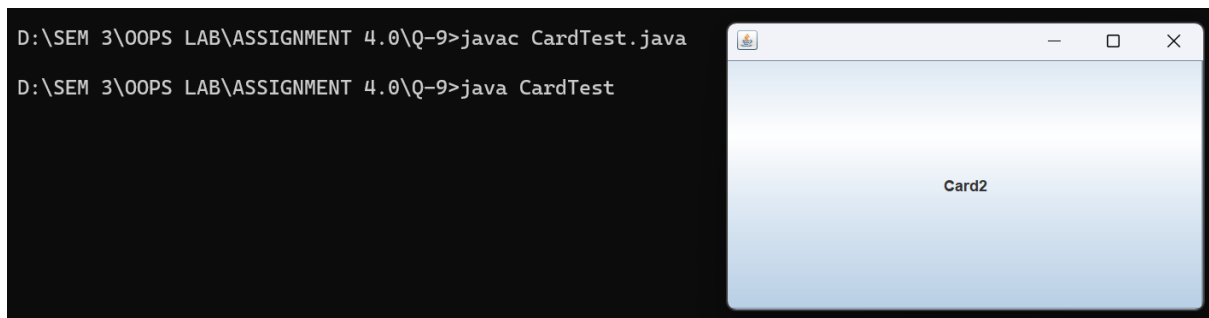 D:\SEM 3\OOPS LAB\ASSIGNMENT 4.0\Q-9>javac CardTest.java
D:\SEM 3\OOPS LAB\ASSIGNMENT 4.0\Q-9>java CardTest
Card2